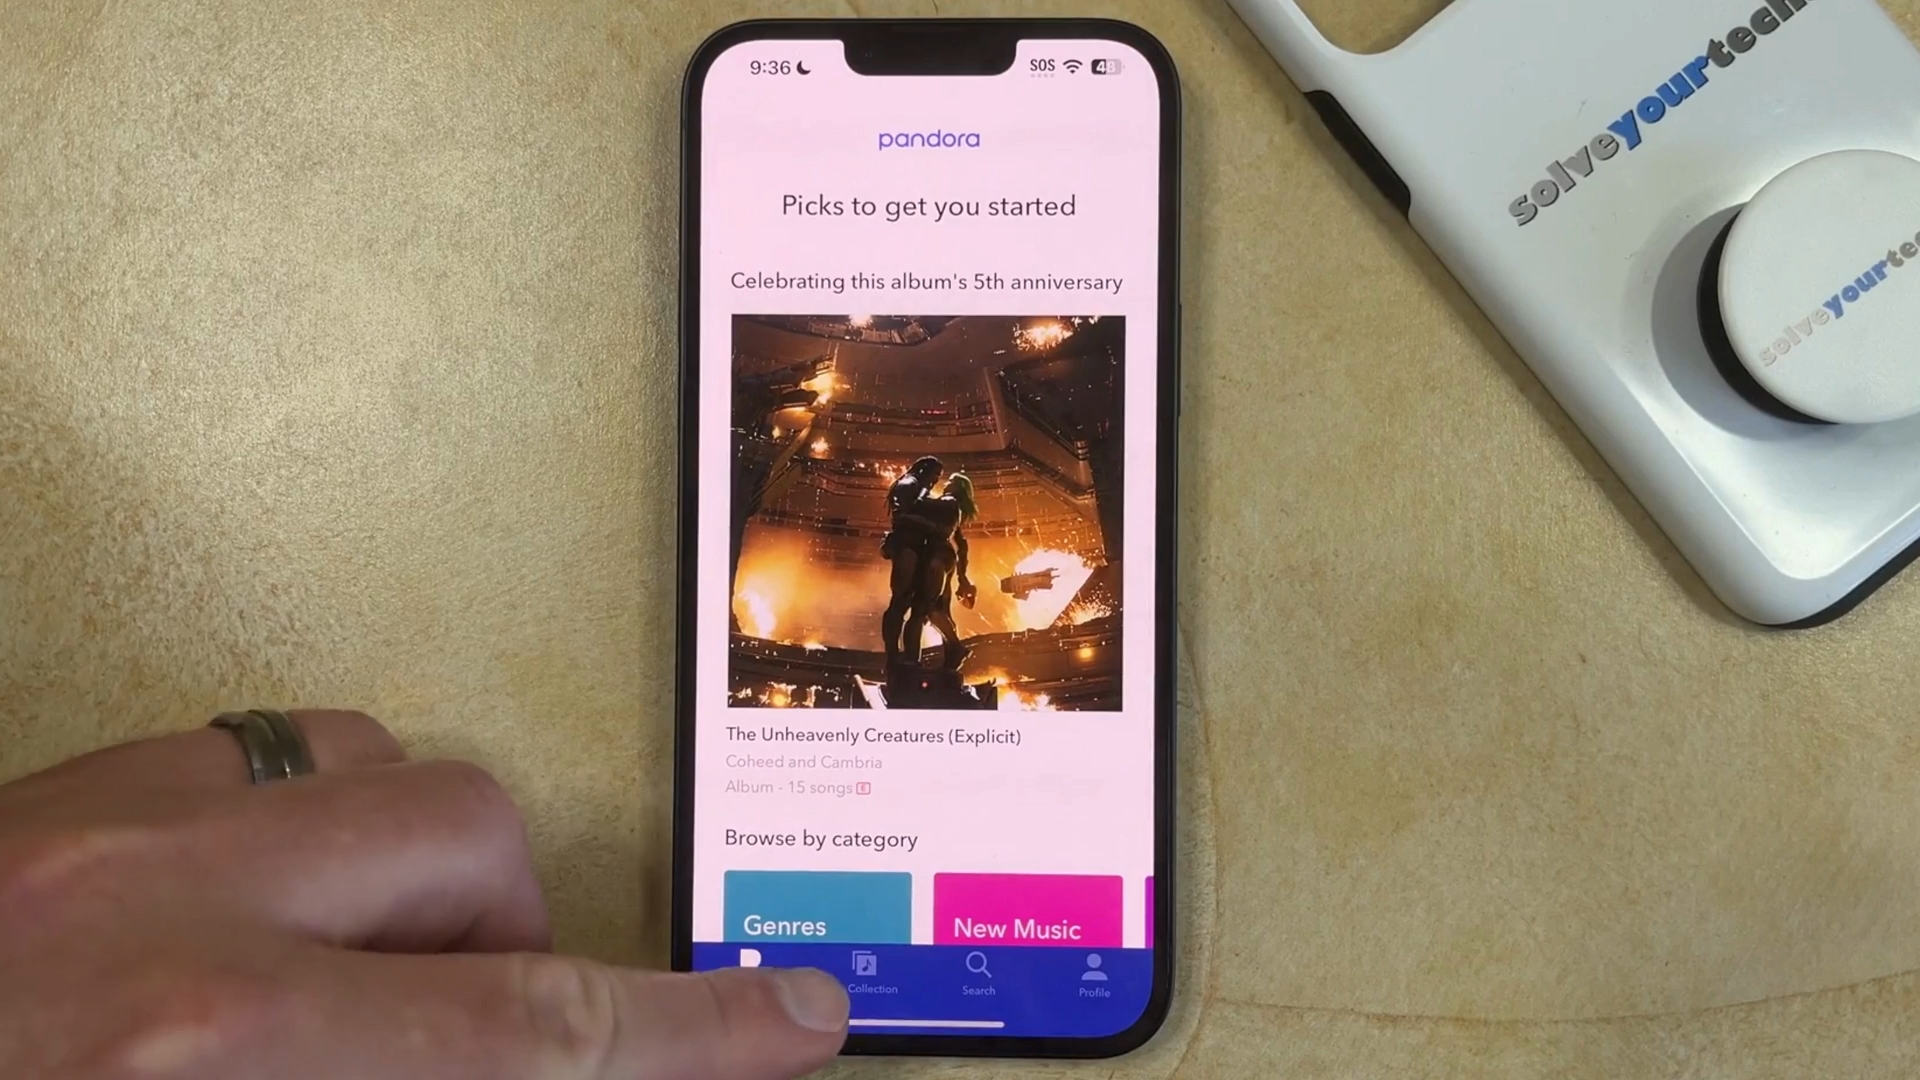 9:36
SOS
48
pandora
Picks to get you started
Celebrating this album's 5th anniversary
The Unheavenly Creatures (Explicit)
Coheed and Cambria
Album - 15 songs E
Browse by category
Genres
New Music
Collection
Search
Profile
solveyourtech
solveyourtec